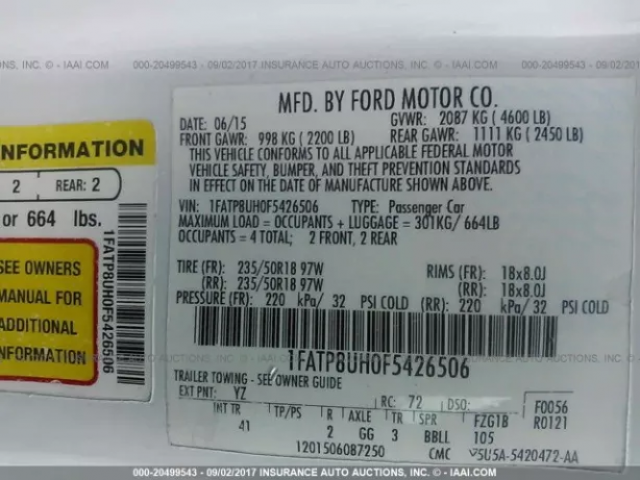 INC. - IAAI.COM 000-20499543 - 09/02/2017 - INSURANCE AUTO AUCTIONS, INC. - IAAI.COM 000-20499543 - 09/02/2017
INFORMATION
2 REAR: 2
or 664 lbs.
SEE OWNERS
MANUAL FOR
ADDITIONAL
INFORMATION
1FATP8UH0F5426506
MFD. BY FORD MOTOR CO.
DATE: 06/15 GVWR: 2087 KG ( 4600 LB)
FRONT GAWR: 998 KG ( 2200 LB) REAR GAWR: 1111 KG ( 2450 LB)
THIS VEHICLE CONFORMS TO ALL APPLICABLE FEDERAL MOTOR
VEHICLE SAFETY, BUMPER, AND THEFT PREVENTION STANDARDS
IN EFFECT ON THE DATE OF MANUFACTURE SHOWN ABOVE.
VIN: 1FATP8UH0F5426506 TYPE: Passenger Car
MAXIMUM LOAD = OCCUPANTS + LUGGAGE = 301KG/ 664LB
OCCUPANTS = 4 TOTAL; 2 FRONT, 2 REAR
TIRE (FR): 235/50R18 97W RIMS (FR): 18x8.0J
(RR): 235/50R18 97W (RR): 18x8.0J
PRESSURE (FR): 220 kPa/ 32 PSI COLD (RR): 220 kPa/ 32 PSI COLD
1FATP8UH0F5426506
TRAILER TOWING - SEE OWNER GUIDE
EXT PNT: YZ RC: 72 DSO: F0056
INT TR TP/PS R AXLE TR SPR FZG1B R0121
41 2 GG 3 BBLL 105
1201506087250 CMC V5U5A-5420472-AA
INC. - IAAI.COM 000-20499543 - 09/02/2017 - INSURANCE AUTO AUCTIONS, INC. - IAAI.COM 000-20499543 - 09/02/2017